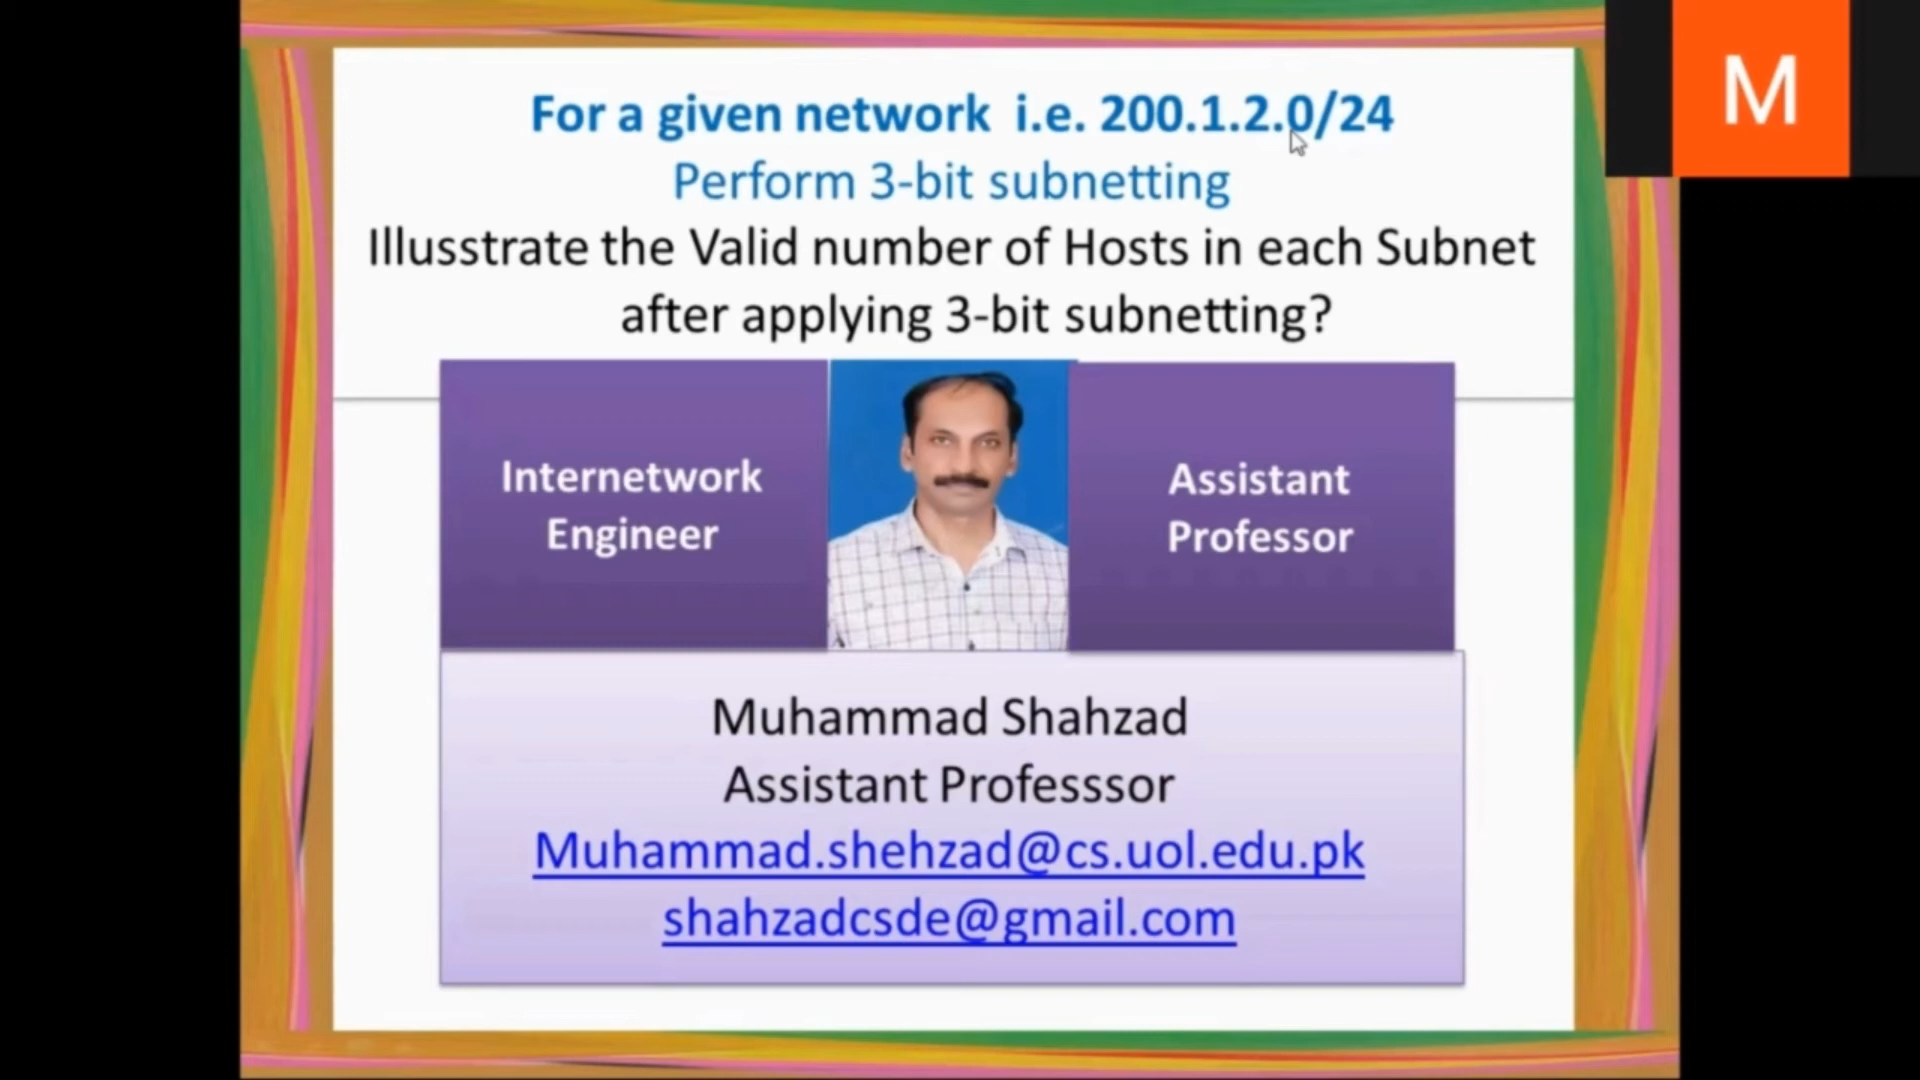 For a given network i.e. 200.1.2.0/24
Perform 3-bit subnetting
Illusstrate the Valid number of Hosts in each Subnet
after applying 3-bit subnetting?
Internetwork
Engineer
Assistant
Professor
Muhammad Shahzad
Assistant Professsor
Muhammad.shehzad@cs.uol.edu.pk
shahzadcsde@gmail.com
M